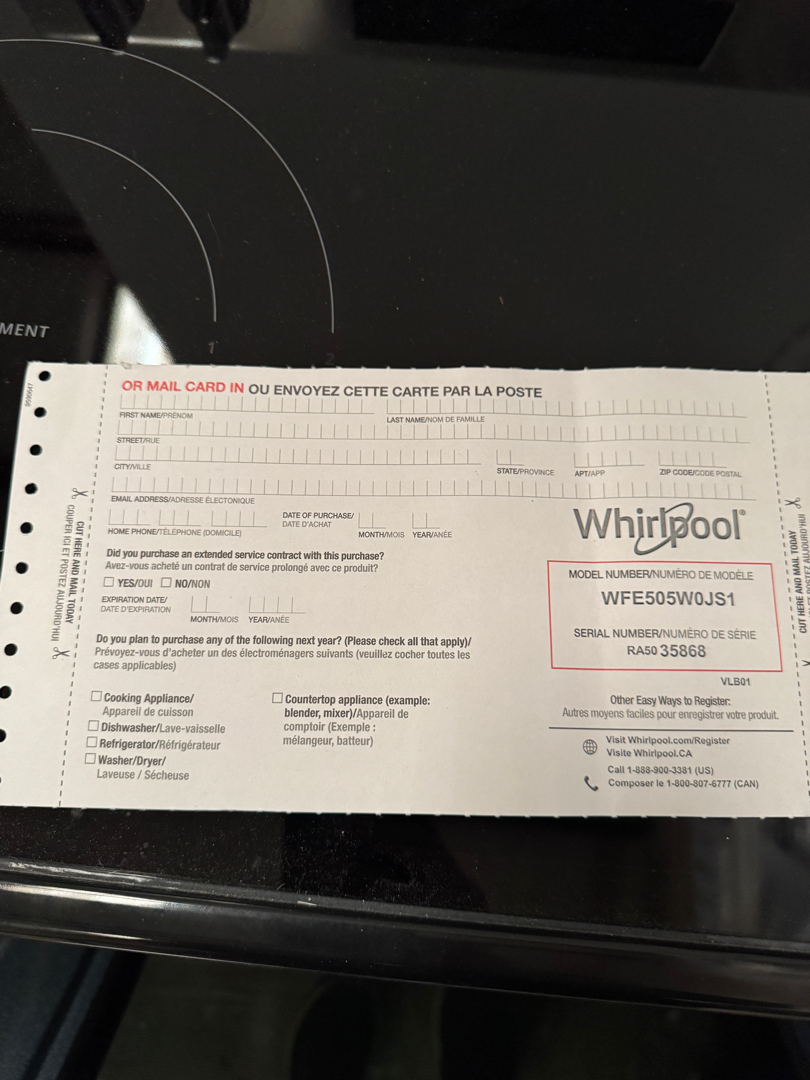 MENT
1
2
OR MAIL CARD IN OU ENVOYEZ CETTE CARTE PAR LA POSTE
FIRST NAME/PRÉNOM
LAST NAME/NOM DE FAMILLE
STREET/RUE
CITY/VILLE
STATE/PROVINCE
APT/APP
ZIP CODE/CODE POSTAL
EMAIL ADDRESS/ADRESSE ÉLECTONIQUE
HOME PHONE/TÉLÉPHONE (DOMICILE)
DATE OF PURCHASE/
DATE D'ACHAT
MONTH/MOIS
YEAR/ANÉE
Did you purchase an extended service contract with this purchase?
Avez-vous acheté un contrat de service prolongé avec ce produit?
YES/OUI
NO/NON
EXPIRATION DATE/
DATE D'EXPIRATION
MONTH/MOIS
YEAR/ANÉE
Do you plan to purchase any of the following next year? (Please check all that apply)/
Prévoyez-vous d'acheter un des électroménagers suivants (veuillez cocher toutes les
cases applicables)
Cooking Appliance/
Appareil de cuisson
Dishwasher/Lave-vaisselle
Refrigerator/Réfrigérateur
Washer/Dryer/
Laveuse / Sécheuse
Countertop appliance (example:
blender, mixer)/Appareil de
comptoir (Exemple :
mélangeur, batteur)
Whirlpool®
MODEL NUMBER/NUMÉRO DE MODÈLE
WFE505W0JS1
SERIAL NUMBER/NUMÉRO DE SÉRIE
RA50 35868
VLB01
Other Easy Ways to Register:
Autres moyens faciles pour enregistrer votre produit.
Visit Whirlpool.com/Register
Visite Whirlpool.CA
Call 1-888-900-3381 (US)
Composer le 1-800-807-6777 (CAN)
CUT HERE AND MAIL TODAY
COUPER ICI ET POSTEZ AUJOURD'HUI
CUT HERE AND MAIL TODAY
ET POSTEZ AUJOURD'HUI